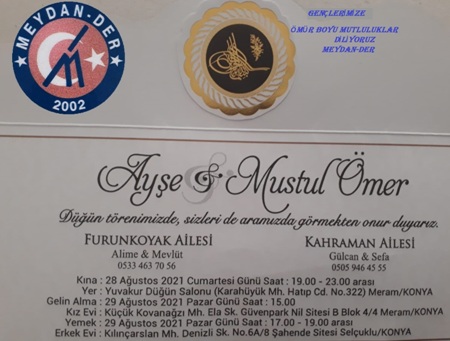 MEYDAN-DER
2002
GENÇLERİMİZE
ÖMÜR BOYU MUTLULUKLAR
DİLİYORUZ
MEYDAN-DER
Ayşe & Mustul Ömer
Düğün törenimizde, sizleri de aramızda görmekten onur duyarız.
FURUNKOYAK AİLESİ
Alime & Mevlüt
0533 463 70 56
KAHRAMAN AİLESİ
Gülcan & Sefa
0505 946 45 55
Kına : 28 Ağustos 2021 Cumartesi Günü Saat : 19.00 - 23.00 arası
Yer : Yuvakur Düğün Salonu (Karahüyük Mh. Hatıp Cd. No.322) Meram/KONYA
Gelin Alma : 29 Ağustos 2021 Pazar Günü Saat : 15.00
Kız Evi : Küçük Kovanağzı Mh. Ela Sk. Güvenpark Nil Sitesi B Blok 4/4 Meram/KONYA
Yemek : 29 Ağustos 2021 Pazar Günü Saat : 17.00 - 19.00 arası
Erkek Evi : Kılınçarslan Mh. Denizli Sk. No.6A/8 Şahende Sitesi Selçuklu/KONYA